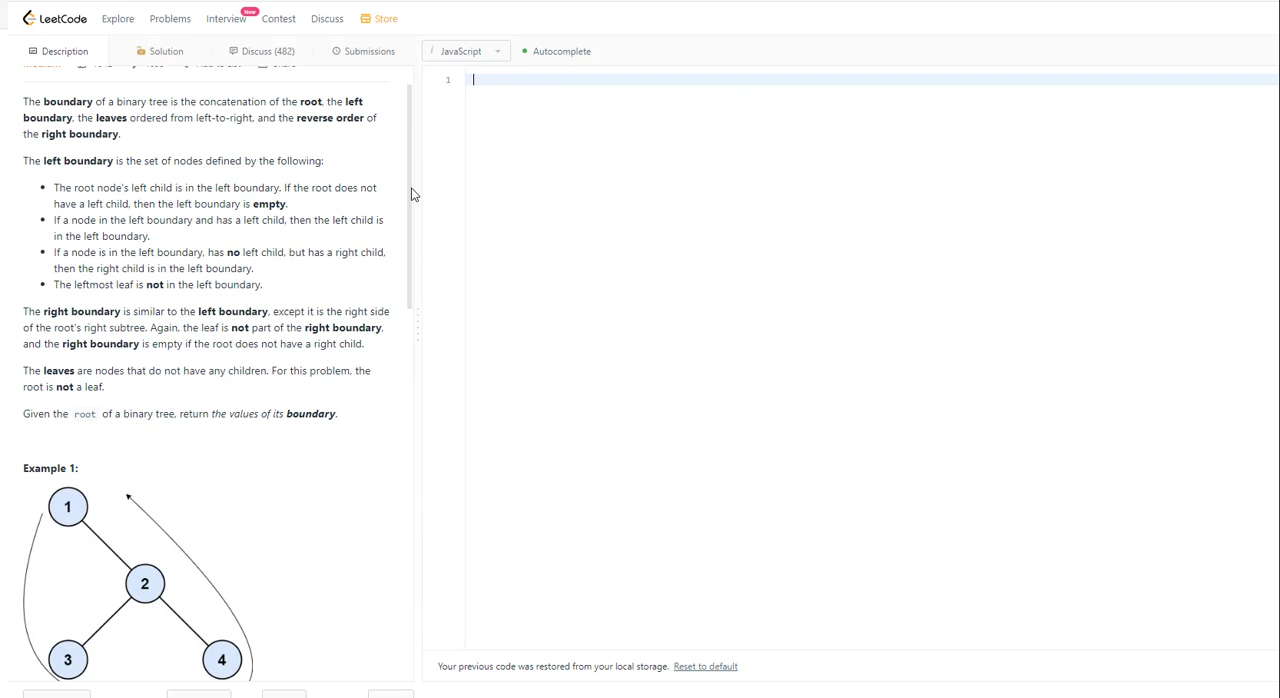 LeetCode Explore Problems Interview New Contest Discuss Store
Description Solution Discuss (482) Submissions i JavaScript Autocomplete
1
The boundary of a binary tree is the concatenation of the root, the left
boundary, the leaves ordered from left-to-right, and the reverse order of
the right boundary.
The left boundary is the set of nodes defined by the following:
• The root node's left child is in the left boundary. If the root does not
have a left child, then the left boundary is empty.
• If a node in the left boundary and has a left child, then the left child is
in the left boundary.
• If a node is in the left boundary, has no left child, but has a right child,
then the right child is in the left boundary.
• The leftmost leaf is not in the left boundary.
The right boundary is similar to the left boundary, except it is the right side
of the root's right subtree. Again, the leaf is not part of the right boundary,
and the right boundary is empty if the root does not have a right child.
The leaves are nodes that do not have any children. For this problem, the
root is not a leaf.
Given the root of a binary tree, return the values of its boundary.
Example 1:
1
2
3 4
Your previous code was restored from your local storage. Reset to default